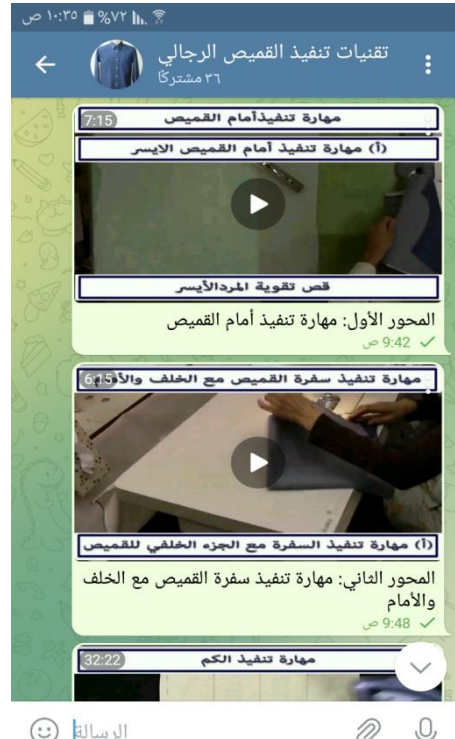 ١٠:٣٥ ص
%٧٢
تقنيات تنفيذ القميص الرجالي
٣٦ مشتركًا
7:15
مهارة تنفيذأمام القميص
(أ) مهارة تنفيذ أمام القميص الايسر
قص تقوية المردالأيسر
المحور الأول: مهارة تنفيذ أمام القميص
9:42 ص
6:15
مهارة تنفيذ سفرة القميص مع الخلف
(أ) مهارة تنفيذ السفرة مع الجزء الخلفي للقميص
المحور الثاني: مهارة تنفيذ سفرة القميص مع الخلف
والأمام
9:48 ص
32:22
مهارة تنفيذ الكم
الرسالة